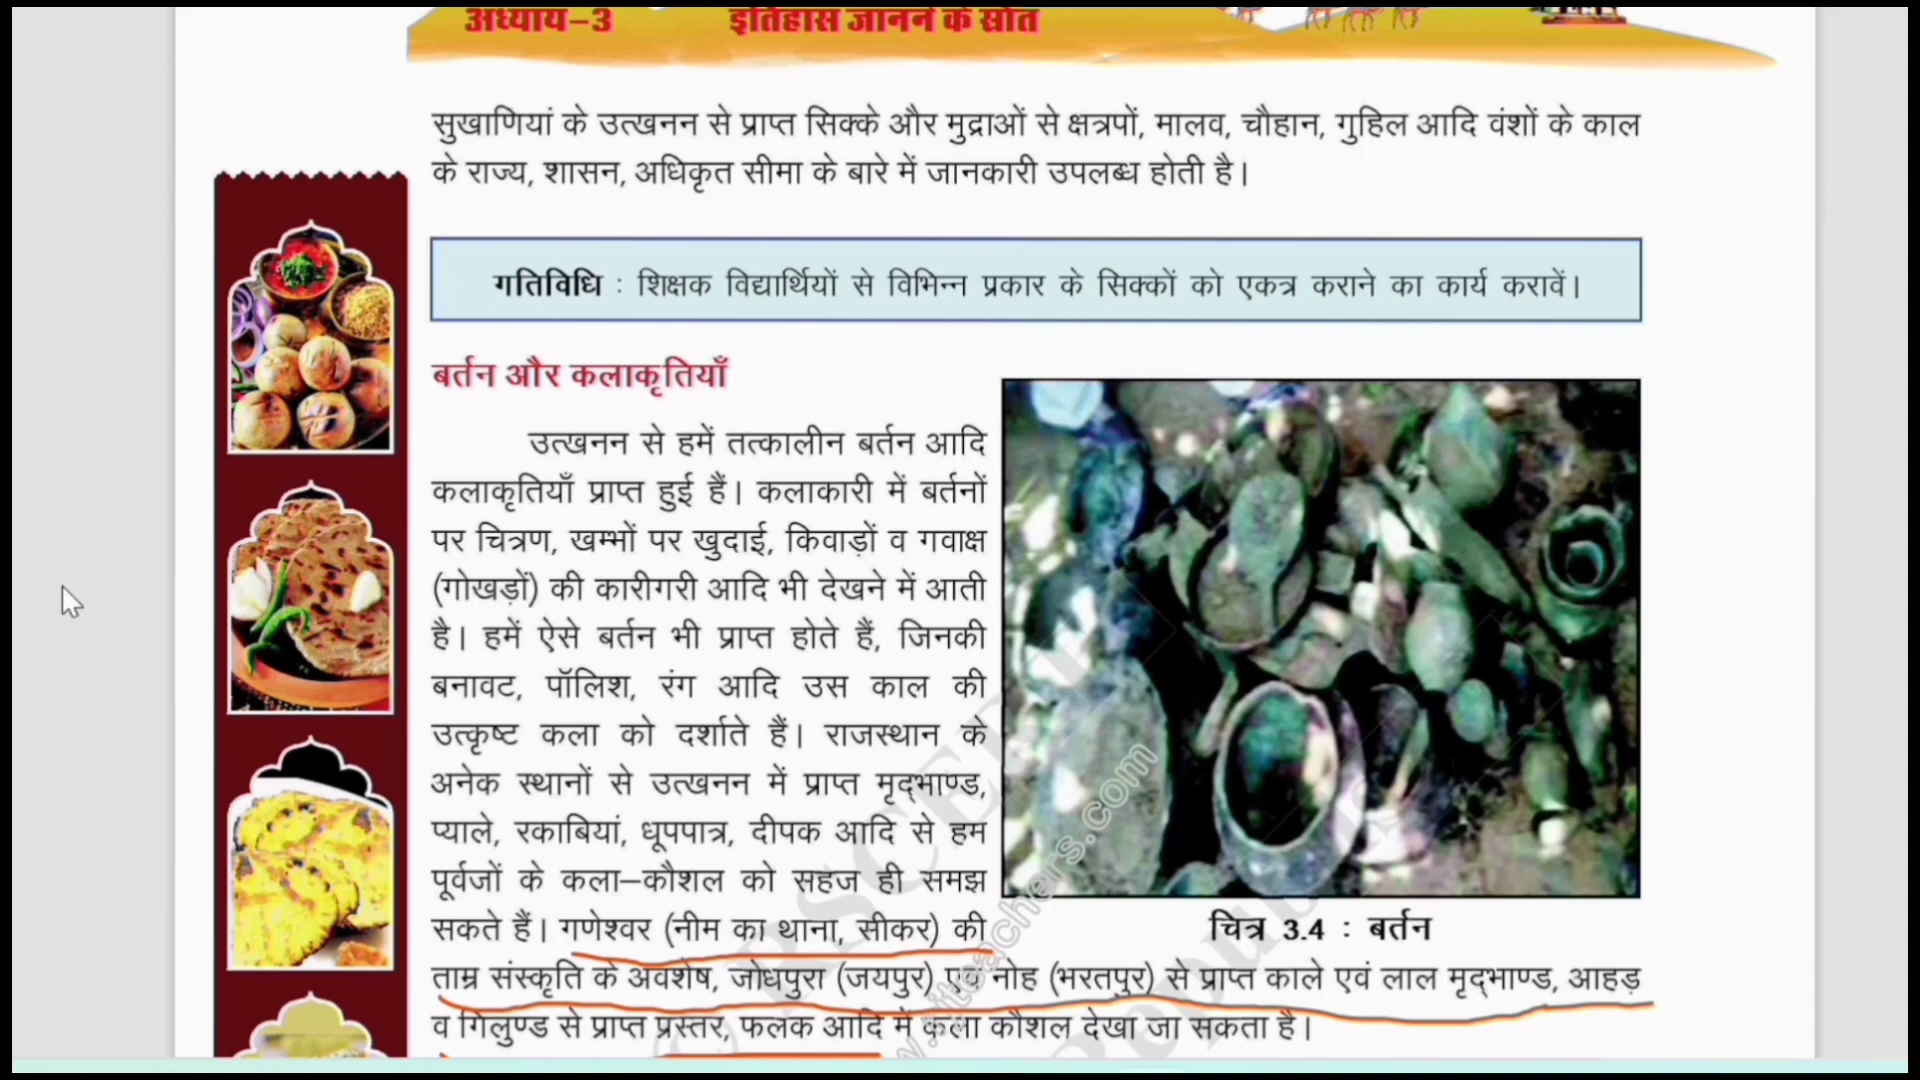 अध्याय–3 इतिहास जानने के स्रोत
सुखाणियां के उत्खनन से प्राप्त सिक्के और मुद्राओं से क्षत्रपों, मालव, चौहान, गुहिल आदि वंशों के काल
के राज्य, शासन, अधिकृत सीमा के बारे में जानकारी उपलब्ध होती है।
गतिविधि : शिक्षक विद्यार्थियों से विभिन्न प्रकार के सिक्कों को एकत्र कराने का कार्य करावें।
बर्तन और कलाकृतियाँ
उत्खनन से हमें तत्कालीन बर्तन आदि
कलाकृतियाँ प्राप्त हुई हैं। कलाकारी में बर्तनों
पर चित्रण, खम्भों पर खुदाई, किवाड़ों व गवाक्ष
(गोखड़ों) की कारीगरी आदि भी देखने में आती
है। हमें ऐसे बर्तन भी प्राप्त होते हैं, जिनकी
बनावट, पॉलिश, रंग आदि उस काल की
उत्कृष्ट कला को दर्शाते हैं। राजस्थान के
अनेक स्थानों से उत्खनन में प्राप्त मृद्भाण्ड,
प्याले, रकाबियां, धूपपात्र, दीपक आदि से हम
पूर्वजों के कला–कौशल को सहज ही समझ
सकते हैं। गणेश्वर (नीम का थाना, सीकर) की
ताम्र संस्कृति के अवशेष, जोधपुरा (जयपुर) एवं नोह (भरतपुर) से प्राप्त काले एवं लाल मृद्भाण्ड, आहड़
व गिलुण्ड से प्राप्त प्रस्तर, फलक आदि में कला कौशल देखा जा सकता है।
चित्र 3.4 : बर्तन